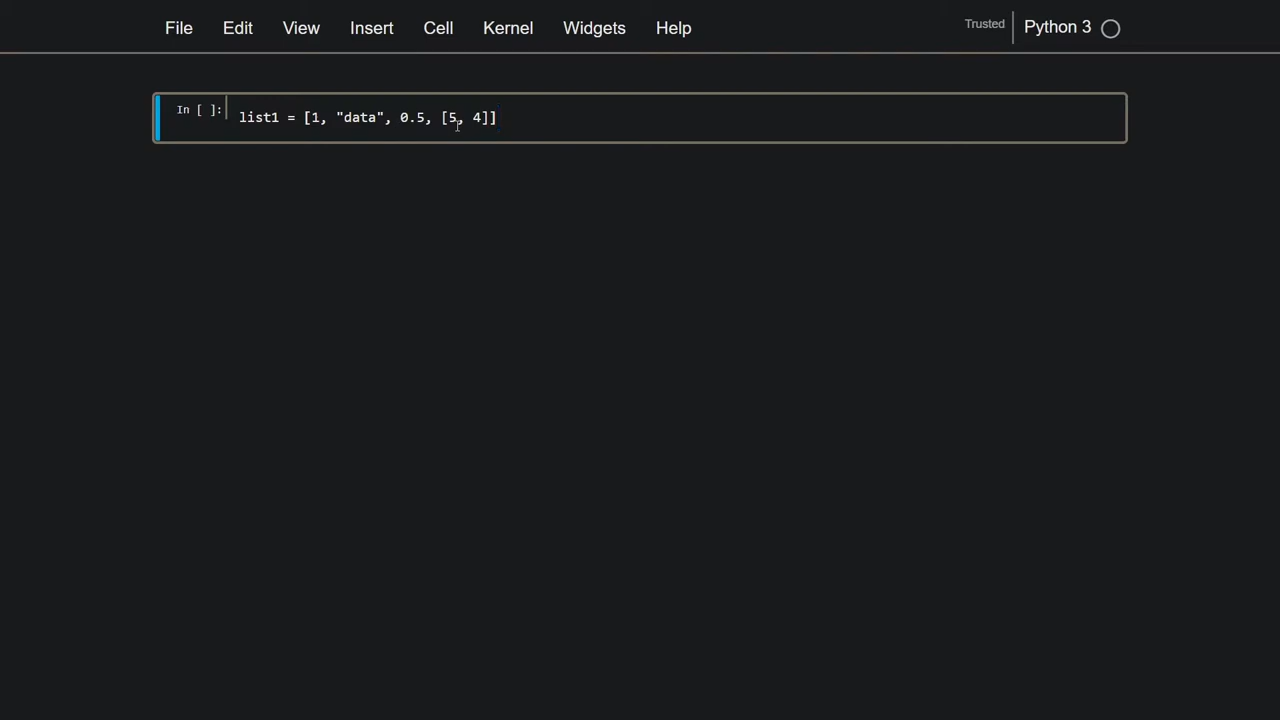 File Edit View Insert Cell Kernel Widgets Help Trusted Python 3
In [ ]: list1 = [1, "data", 0.5, [5, 4]]